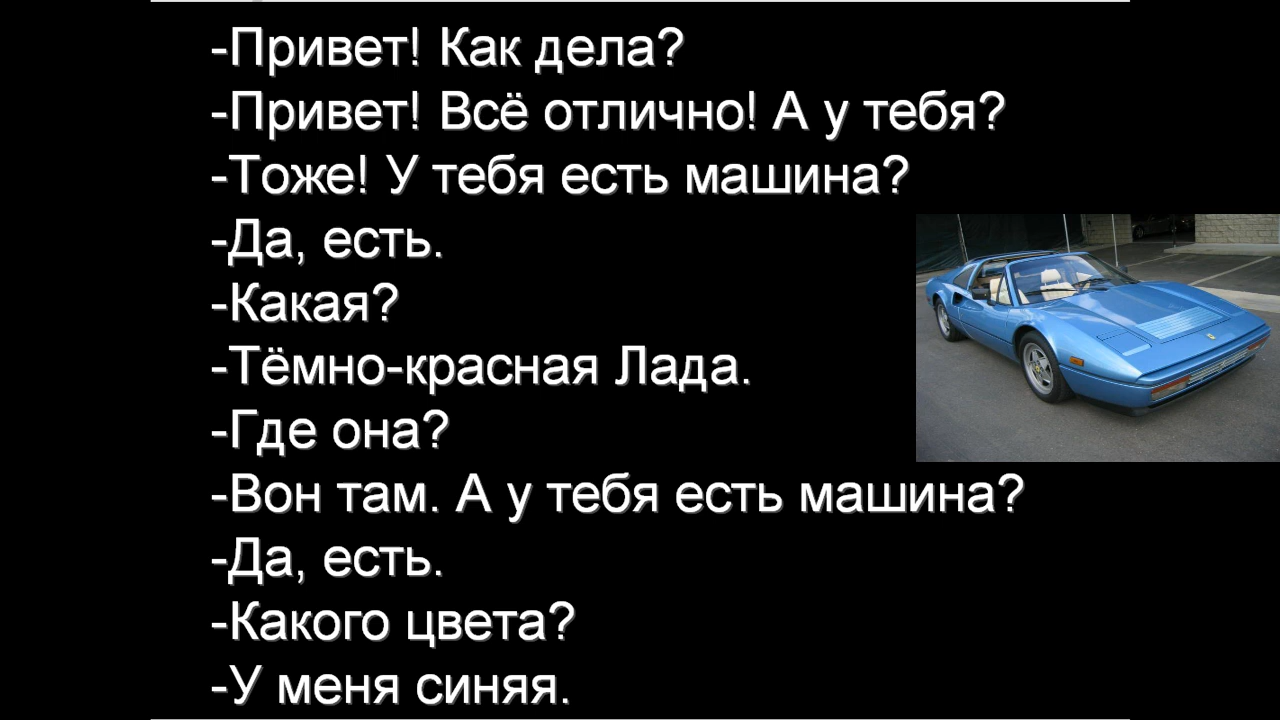 -Привет! Как дела?
-Привет! Всё отлично! А у тебя?
-Тоже! У тебя есть машина?
-Да, есть.
-Какая?
-Тёмно-красная Лада.
-Где она?
-Вон там. А у тебя есть машина?
-Да, есть.
-Какого цвета?
-У меня синяя.